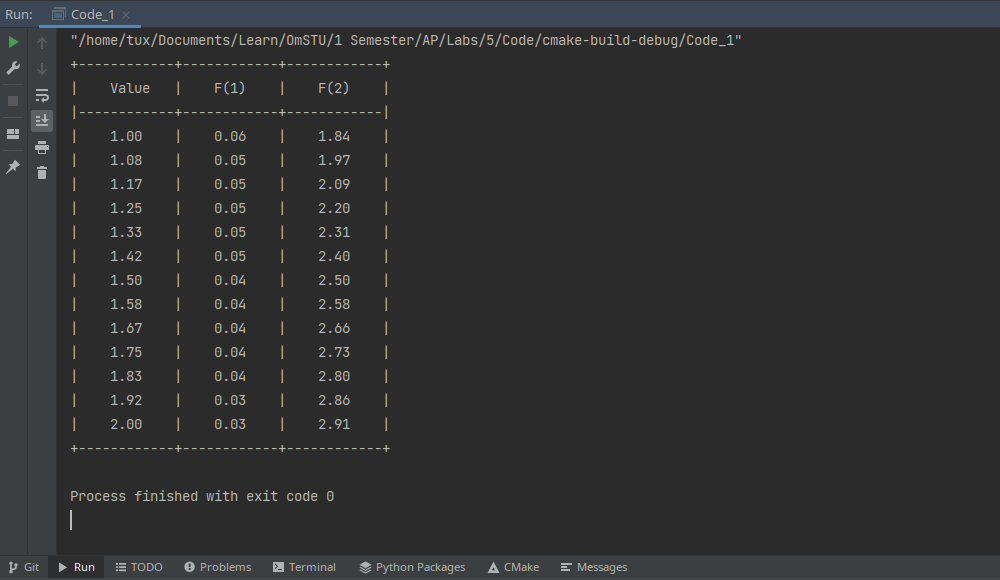 Run: Code_1
"/home/tux/Documents/Learn/OmSTU/1 Semester/AP/Labs/5/Code/cmake-build-debug/Code_1"
+------------+------------+------------+
|    Value   |    F(1)    |    F(2)    |
|------------+------------+------------|
|    1.00    |    0.06    |    1.84    |
|    1.08    |    0.05    |    1.97    |
|    1.17    |    0.05    |    2.09    |
|    1.25    |    0.05    |    2.20    |
|    1.33    |    0.05    |    2.31    |
|    1.42    |    0.05    |    2.40    |
|    1.50    |    0.04    |    2.50    |
|    1.58    |    0.04    |    2.58    |
|    1.67    |    0.04    |    2.66    |
|    1.75    |    0.04    |    2.73    |
|    1.83    |    0.04    |    2.80    |
|    1.92    |    0.03    |    2.86    |
|    2.00    |    0.03    |    2.91    |
+------------+------------+------------+
Process finished with exit code 0
Git Run TODO Problems Terminal Python Packages CMake Messages